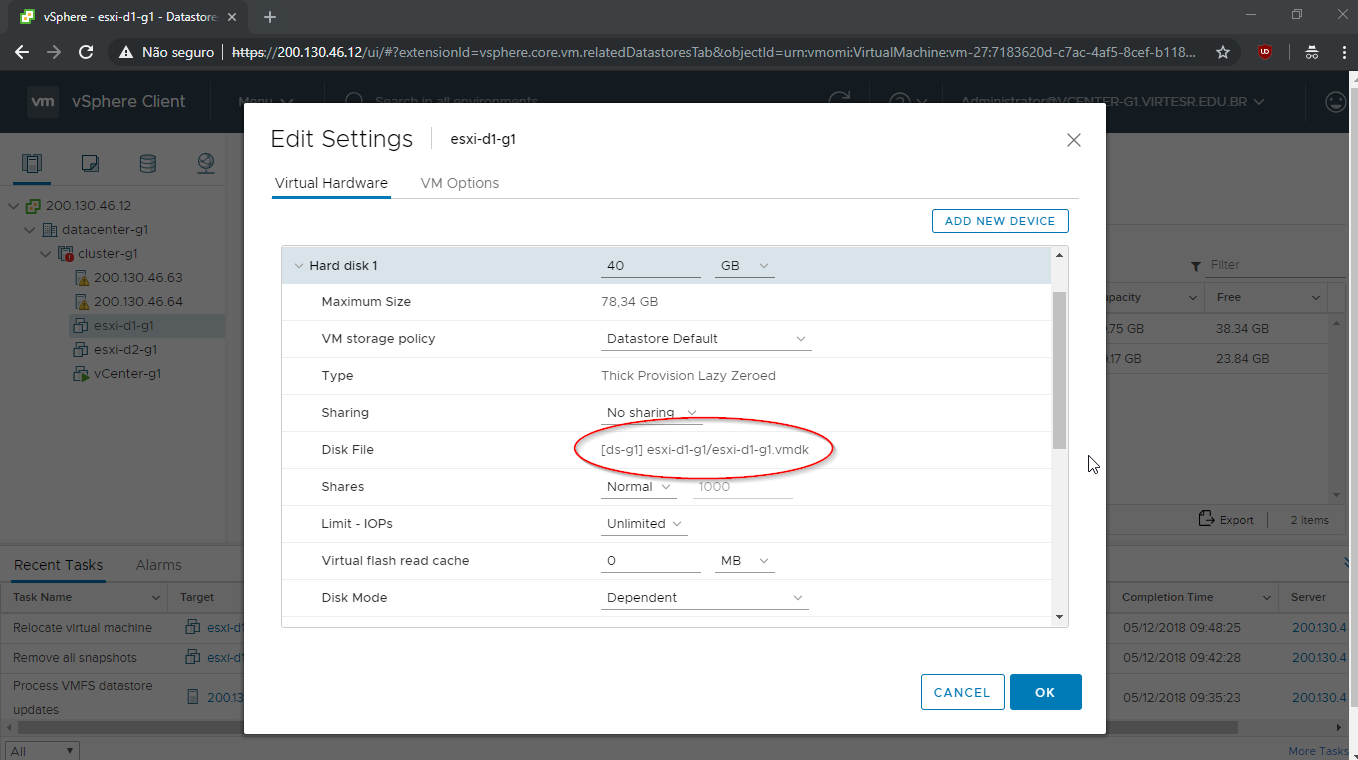 vSphere - esxi-d1-g1 - Datastore
Não seguro | https://200.130.46.12/ui/#?extensionId=vsphere.core.vm.relatedDatastoresTab&objectId=urn:vmomi:VirtualMachine:vm-27:7183620d-c7ac-4af5-8cef-b118...
vm vSphere Client Menu Search in all environments Administrator@VCENTER-G1.VIRTESR.EDU.BR
Edit Settings | esxi-d1-g1
Virtual Hardware VM Options
ADD NEW DEVICE
200.130.46.12
datacenter-g1
cluster-g1
200.130.46.63
200.130.46.64
esxi-d1-g1
esxi-d2-g1
vCenter-g1
Hard disk 1 40 GB
Maximum Size 78,34 GB
VM storage policy Datastore Default
Type Thick Provision Lazy Zeroed
Sharing No sharing
Disk File [ds-g1] esxi-d1-g1/esxi-d1-g1.vmdk
Shares Normal 1000
Limit - IOPs Unlimited
Virtual flash read cache 0 MB
Disk Mode Dependent
CANCEL OK
Filter
pacity Free
.75 GB 38.34 GB
.17 GB 23.84 GB
Export 2 items
Recent Tasks Alarms
Task Name Target Completion Time Server
Relocate virtual machine esxi-d1 05/12/2018 09:48:25 200.130.4
Remove all snapshots esxi-d1 05/12/2018 09:42:28 200.130.4
Process VMFS datastore
updates 200.13 05/12/2018 09:35:23 200.130.4
All More Tasks